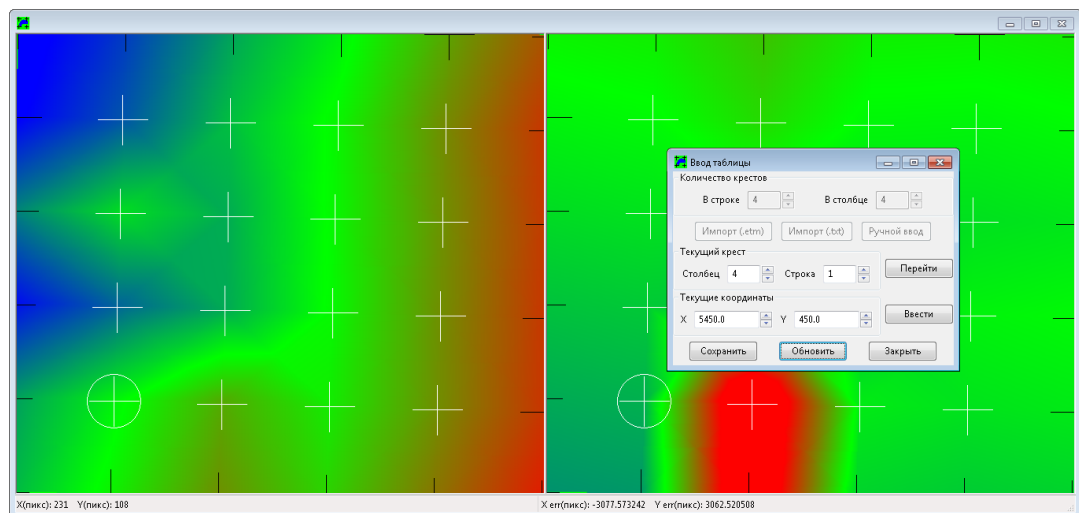 Ввод таблицы
Количество крестов
В строке 4 В столбце 4
Импорт (.etm) Импорт (.txt) Ручной ввод
Текущий крест
Столбец 4 Строка 1 Перейти
Текущие координаты
X 5450.0 Y 450.0 Ввести
Сохранить Обновить Закрыть
X(пикс): 231 Y(пикс): 108 X err(пикс): -3077.573242 Y err(пикс): 3062.520508